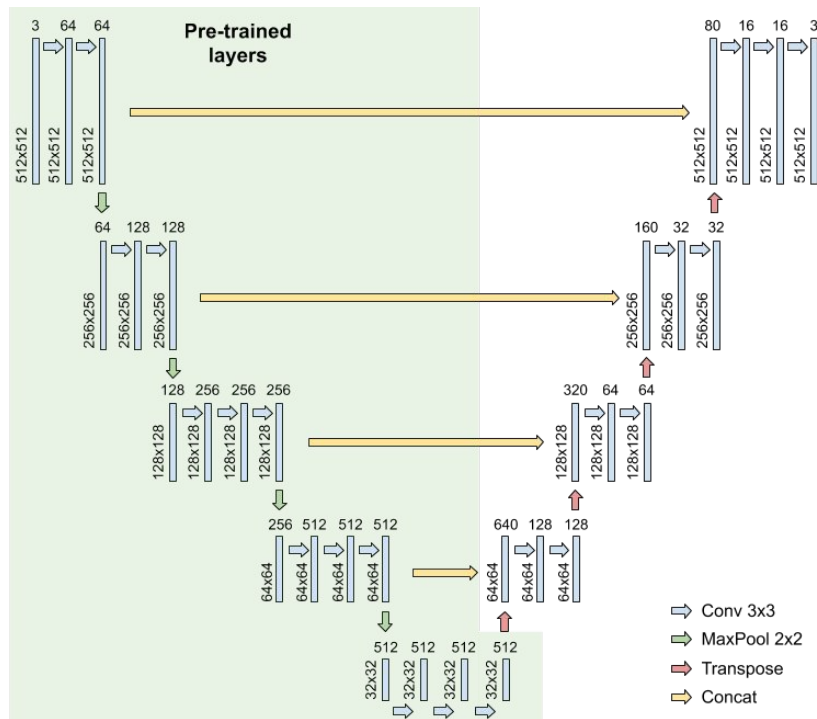 Pre-trained
layers
3 64 64
512x512 512x512 512x512
80 16 16 3
512x512 512x512 512x512 512x512
64 128 128
256x256 256x256 256x256
160 32 32
256x256 256x256 256x256
128 256 256 256
128x128 128x128 128x128 128x128
320 64 64
128x128 128x128 128x128
256 512 512 512
64x64 64x64 64x64 64x64
640 128 128
64x64 64x64 64x64
512 512 512 512
32x32 32x32 32x32 32x32
Conv 3x3
MaxPool 2x2
Transpose
Concat